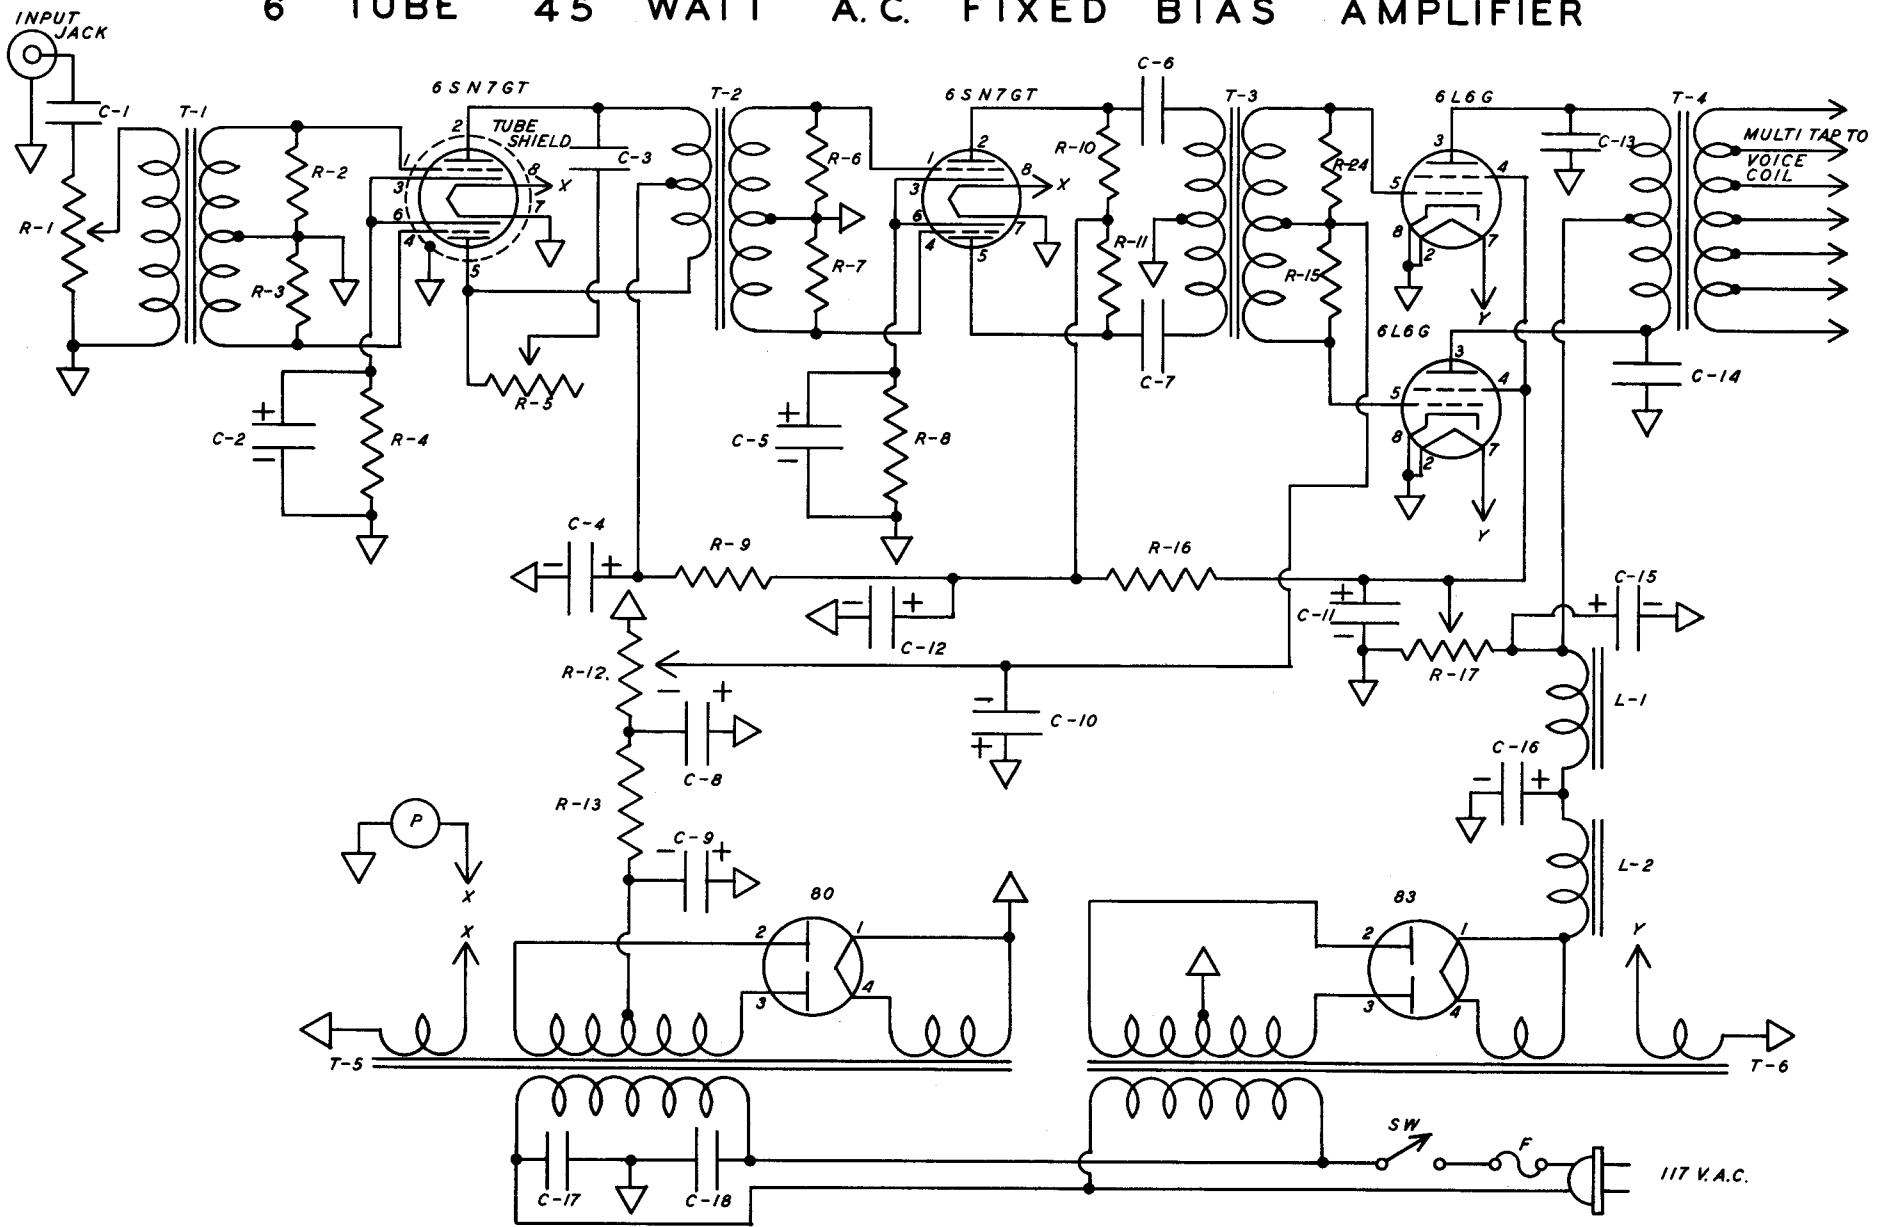 6 TUBE 45 WATT A.C. FIXED BIAS AMPLIFIER
INPUT
JACK
C-1
T-1
6SN7GT
TUBE
SHIELD
C-3
T-2
6SN7GT
C-6
T-3
6L6G
C-13
T-4
MULTI TAP TO
VOICE
COIL
R-1
R-2
R-3
1
2
3
4
5
6
7
8
X
R-5
R-6
R-7
1
2
3
4
5
6
7
8
X
R-10
R-11
C-7
R-24
R-15
3
4
5
8
2
7
Y
6L6G
3
4
5
8
2
7
Y
C-14
C-2
+
-
R-4
C-5
+
-
R-8
C-4
-
+
R-9
R-16
C-12
-
+
C-11
+
-
R-17
C-15
+
-
R-12.
C-8
-
+
C-10
-
+
L-1
C-16
-
+
R-13
P
X
X
C-9
-
+
80
2
1
3
4
83
2
1
3
4
L-2
Y
T-5
T-6
C-17
C-18
SW
F
117 V.A.C.